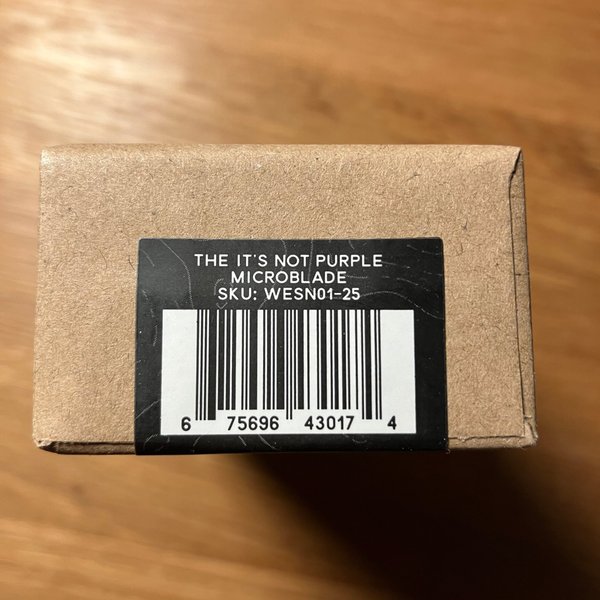 THE IT'S NOT PURPLE
MICROBLADE
SKU: WESN01-25
6 75696 43017 4